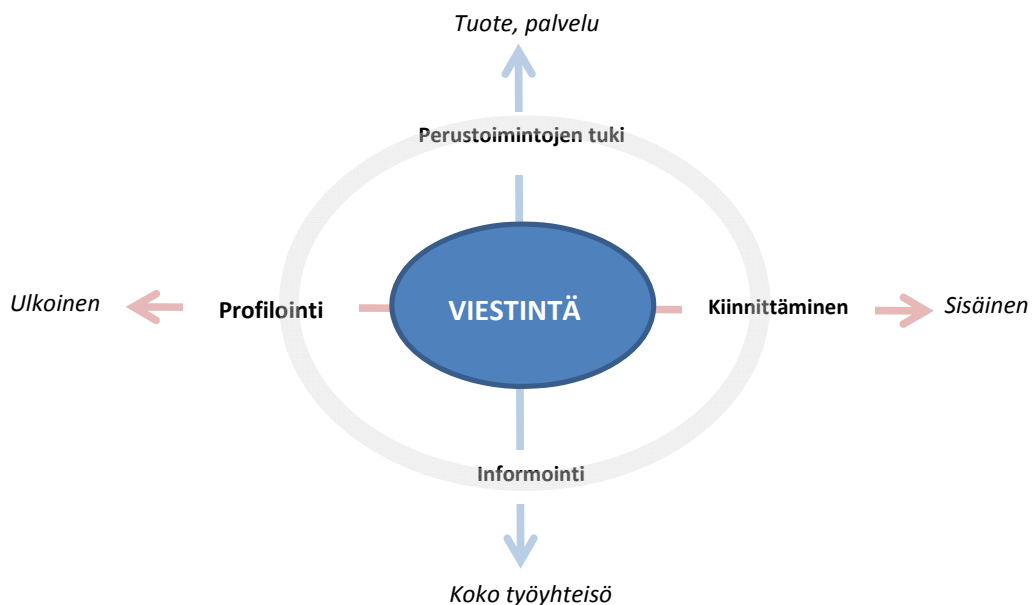 Tuote, palvelu
Perustoimintojen tuki
Ulkoinen
Profilointi
VIESTINTÄ
Kiinnittäminen
Sisäinen
Informointi
Koko työyhteisö